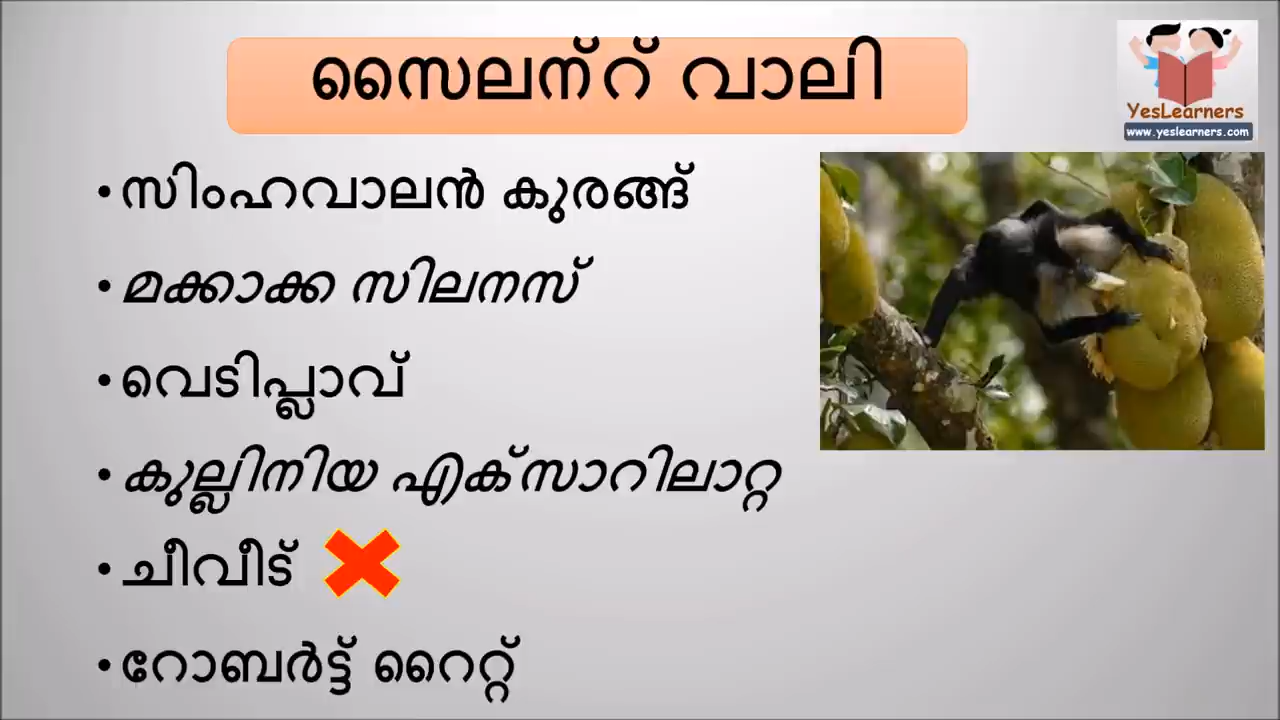 സൈലന്റ് വാലി
YesLearners
www.yeslearners.com
•സിംഹവാലൻ കുരങ്ങ്
•മക്കാക്ക സിലനസ്
•വെടിപ്ലാവ്
•കുല്ലിനിയ എക്സാറിലാറ്റ
•ചീവീട്
•റോബർട്ട് റൈറ്റ്